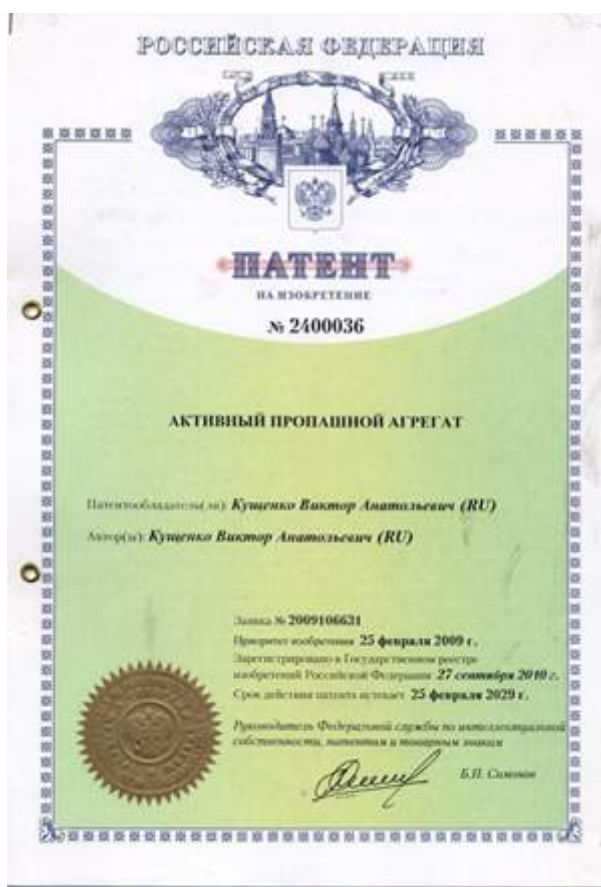 РОССИЙСКАЯ ФЕДЕРАЦИЯ
ПАТЕНТ
НА ИЗОБРЕТЕНИЕ
№ 2400036
АКТИВНЫЙ ПРОПАШНОЙ АГРЕГАТ
Патентообладатель(ли): Кущенко Виктор Анатольевич (RU)
Автор(ы): Кущенко Виктор Анатольевич (RU)
Заявка № 2009106631
Приоритет изобретения 25 февраля 2009 г.
Зарегистрировано в Государственном реестре
изобретений Российской Федерации 27 сентября 2010 г.
Срок действия патента истекает 25 февраля 2029 г.
Руководитель Федеральной службы по интеллектуальной
собственности, патентам и товарным знакам
Б.П. Симонов